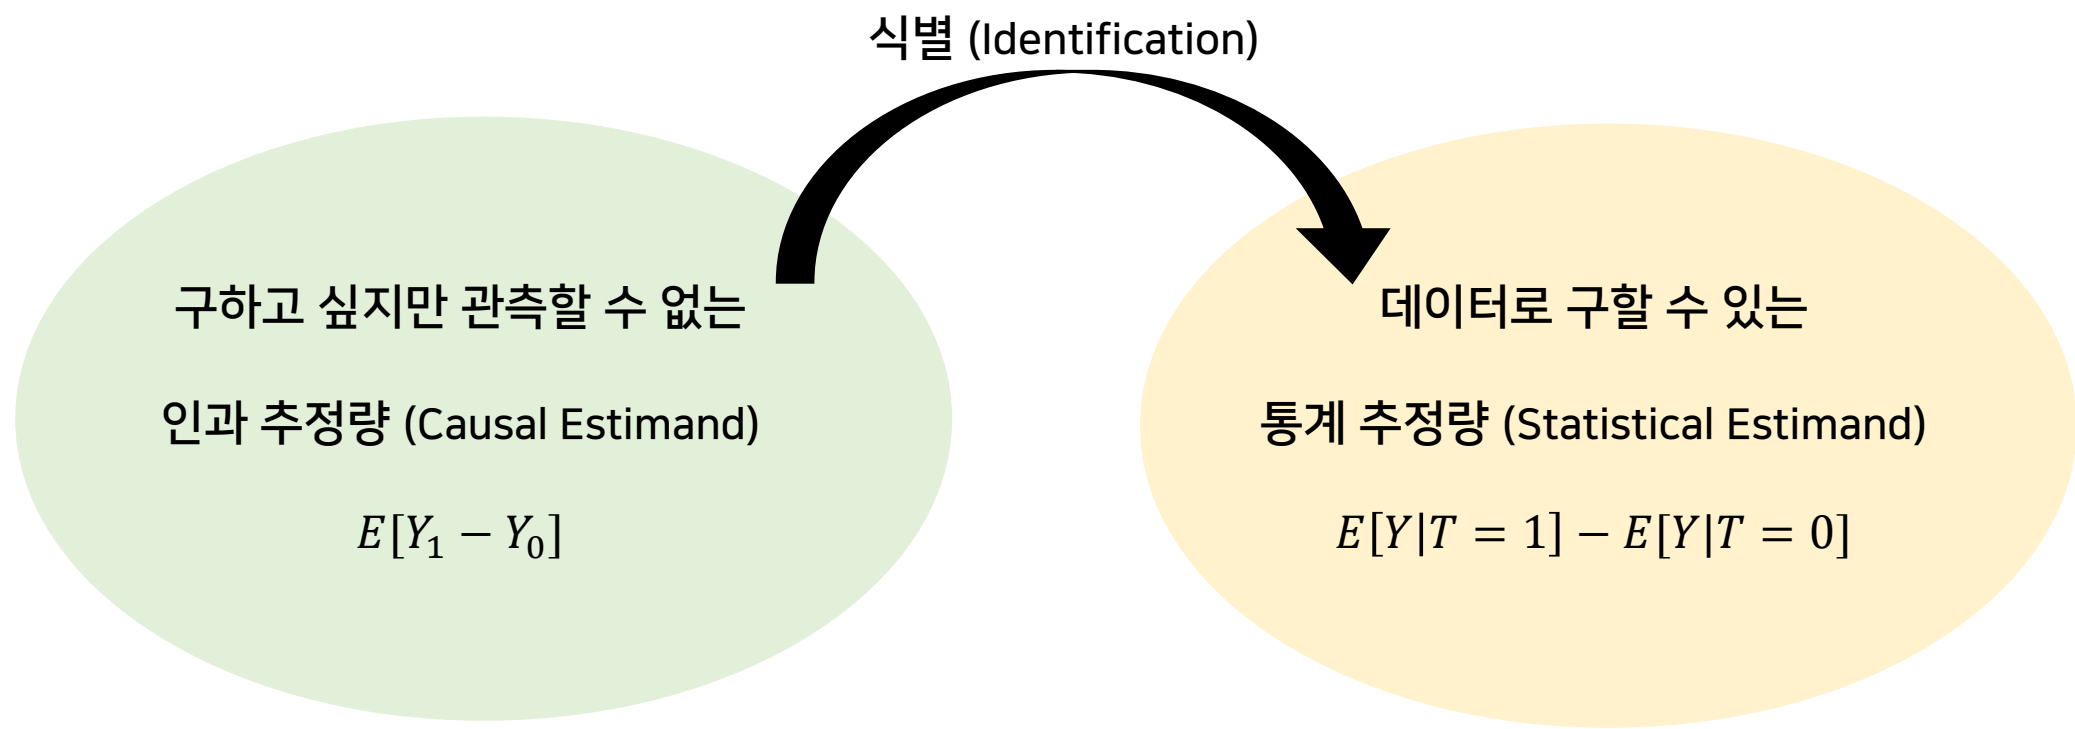 식별 (Identification)
구하고 싶지만 관측할 수 없는
인과 추정량 (Causal Estimand)
E[Y₁ − Y₀]
데이터로 구할 수 있는
통계 추정량 (Statistical Estimand)
E[Y|T = 1] − E[Y|T = 0]